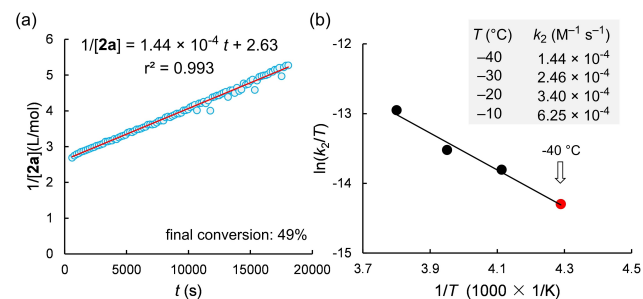 (a)
1/[2a] = 1.44 × 10⁻⁴ t + 2.63
r² = 0.993
6
5
4
3
2
1
0
1/[2a](L/mol)
final conversion: 49%
0 5000 10000 15000 20000
t (s)
(b)
T (°C) k₂ (M⁻¹ s⁻¹)
–40 1.44 × 10⁻⁴
–30 2.46 × 10⁻⁴
–20 3.40 × 10⁻⁴
–10 6.25 × 10⁻⁴
-12
-13
-14
-15
ln(k₂/T)
-40 °C
3.7 3.9 4.1 4.3 4.5
1/T (1000 × 1/K)